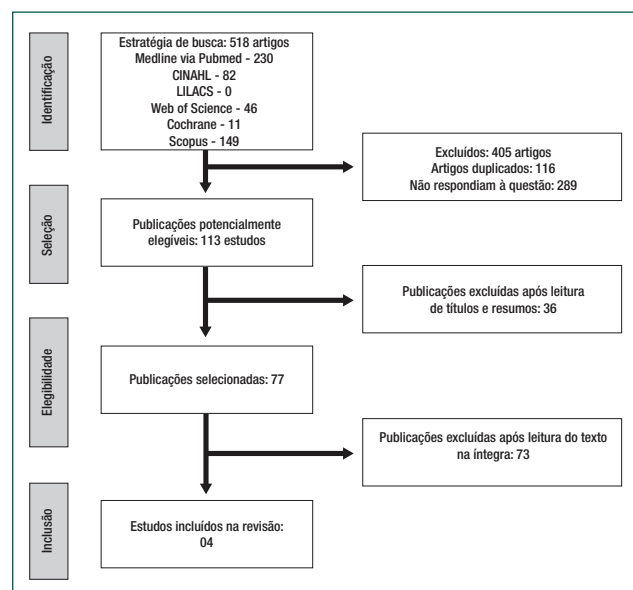 Identificação
Estratégia de busca: 518 artigos
Medline via Pubmed - 230
CINAHL - 82
LILACS - 0
Web of Science - 46
Cochrane - 11
Scopus - 149
Excluídos: 405 artigos
Artigos duplicados: 116
Não respondiam à questão: 289
Seleção
Publicações potencialmente
elegíveis: 113 estudos
Publicações excluídas após leitura
de títulos e resumos: 36
Elegibilidade
Publicações selecionadas: 77
Publicações excluídas após leitura do texto
na íntegra: 73
Inclusão
Estudos incluídos na revisão:
04